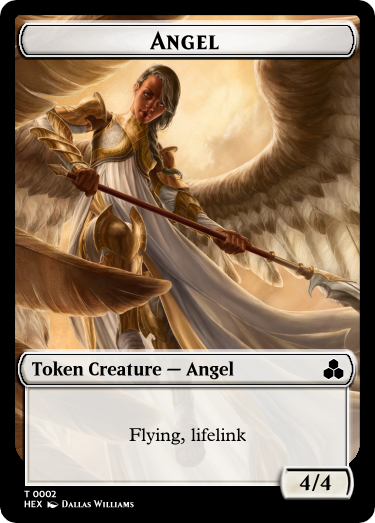 Angel
Token Creature — Angel
Flying, lifelink
4/4
T 0002
HEX Dallas Williams